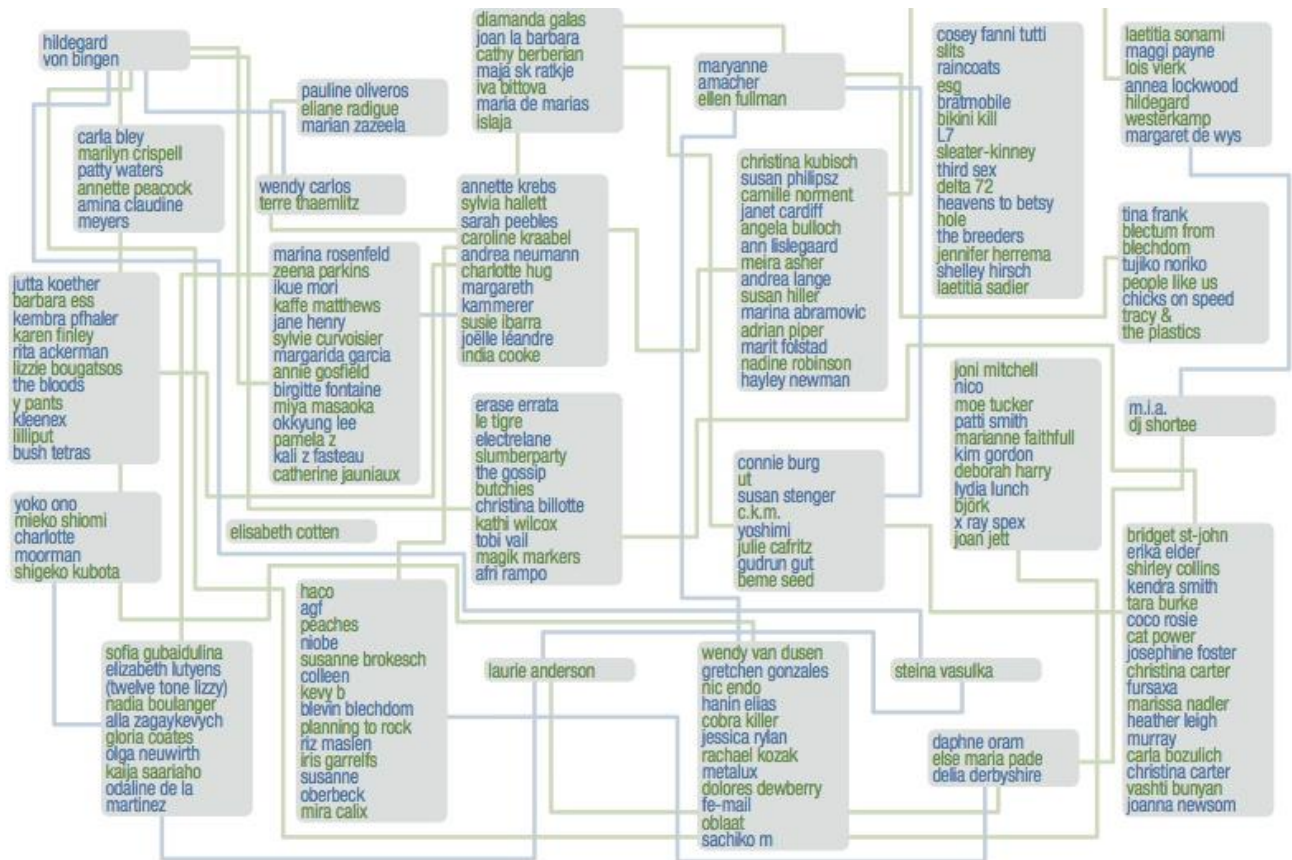 hildegard
von bingen
pauline oliveros
eliane radigue
marian zazeela
diamanda galas
joan la barbara
cathy berberian
maja sk ratkje
iva bittova
maria de marias
islaja
maryanne
amacher
ellen fullman
cosey fanni tutti
slits
raincoats
esg
bratmobile
bikini kill
L7
sleater-kinney
third sex
delta 72
heavens to betsy
hole
the breeders
jennifer herrema
shelley hirsch
laetitia sadier
laetitia sonami
maggi payne
lois vierk
annea lockwood
hildegard
westerkamp
margaret de wys
carla bley
marilyn crispell
patty waters
annette peacock
amina claudine
meyers
wendy carlos
terre thaemlitz
annette krebs
sylvia hallett
sarah peebles
caroline kraabel
andrea neumann
charlotte hug
margareth
kammerer
susie ibarra
joëlle léandre
india cooke
christina kubisch
susan phillipsz
camille norment
janet cardiff
angela bulloch
ann lislegaard
meira asher
andrea lange
susan hiller
marina abramovic
adrian piper
marit folstad
nadine robinson
hayley newman
tina frank
blectum from
blechdom
tujiko noriko
people like us
chicks on speed
tracy &
the plastics
jutta koether
barbara ess
kembra pfhaler
karen finley
rita ackerman
lizzie bougatsos
the bloods
y pants
kleenex
lilliput
bush tetras
marina rosenfeld
zeena parkins
ikue mori
kaffe matthews
jane henry
sylvie curvoisier
margarida garcia
annie gosfield
birgitte fontaine
miya masaoka
okkyung lee
pamela z
kali z fasteau
catherine jauniaux
erase errata
le tigre
electrelane
slumberparty
the gossip
butchies
christina billotte
kathi wilcox
tobi vail
magik markers
afri rampo
connie burg
ut
susan stenger
c.k.m.
yoshimi
julie cafritz
gudrun gut
beme seed
joni mitchell
nico
moe tucker
patti smith
marianne faithfull
kim gordon
deborah harry
lydia lunch
björk
x ray spex
joan jett
m.i.a.
dj shortee
yoko ono
mieko shiomi
charlotte
moorman
shigeko kubota
elisabeth cotten
bridget st-john
erika elder
shirley collins
kendra smith
tara burke
coco rosie
cat power
josephine foster
christina carter
fursaxa
marissa nadler
heather leigh
murray
carla bozulich
christina carter
vashti bunyan
joanna newsom
sofia gubaidulina
elizabeth lutyens
(twelve tone lizzy)
nadia boulanger
alla zagaykevych
gloria coates
olga neuwirth
kaija saariaho
odaline de la
martinez
haco
agf
peaches
niobe
susanne brokesch
colleen
kevy b
blevin blechdom
planning to rock
riz maslen
iris garrelfs
susanne
oberbeck
mira calix
laurie anderson
wendy van dusen
gretchen gonzales
nic endo
hanin elias
cobra killer
jessica rylan
rachael kozak
metalux
dolores dewberry
fe-mail
oblaat
sachiko m
steina vasulka
daphne oram
else maria pade
delia derbyshire